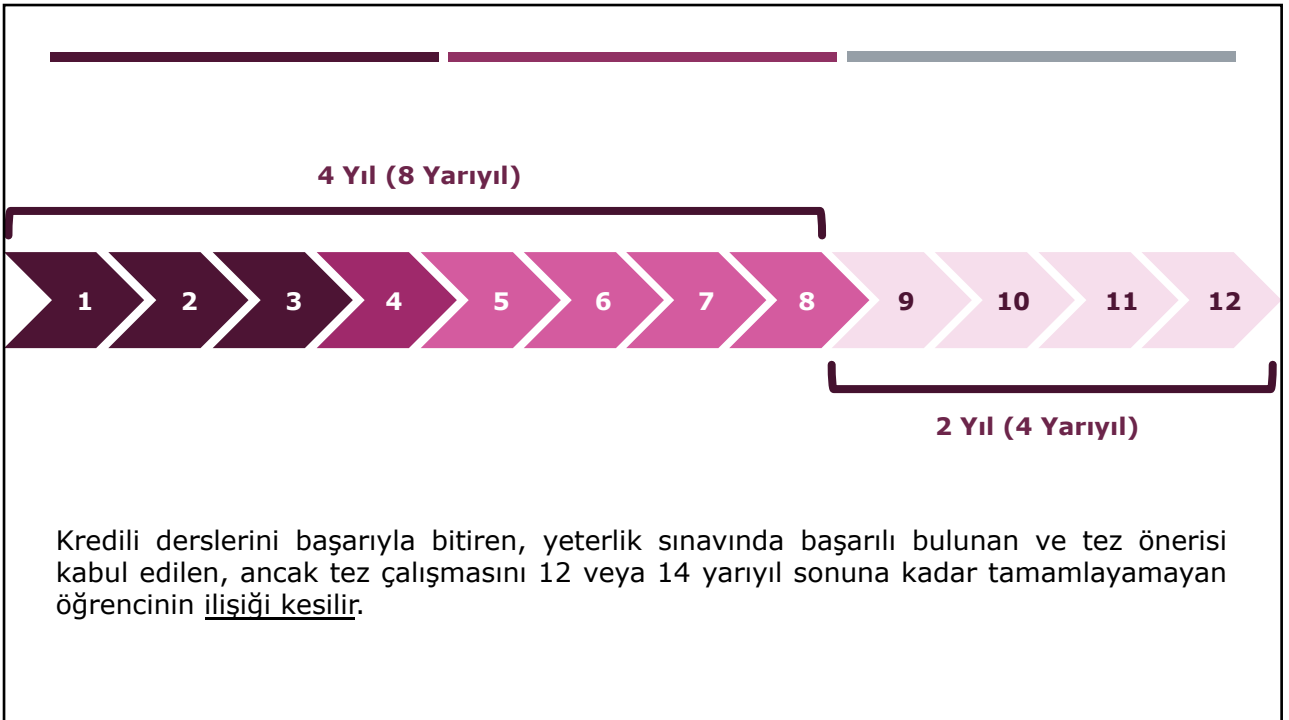 4 Yıl (8 Yarıyıl)
1 2 3 4 5 6 7 8 9 10 11 12
2 Yıl (4 Yarıyıl)
Kredili derslerini başarıyla bitiren, yeterlik sınavında başarılı bulunan ve tez önerisi
kabul edilen, ancak tez çalışmasını 12 veya 14 yarıyıl sonuna kadar tamamlayamayan
öğrencinin ilişiği kesilir.